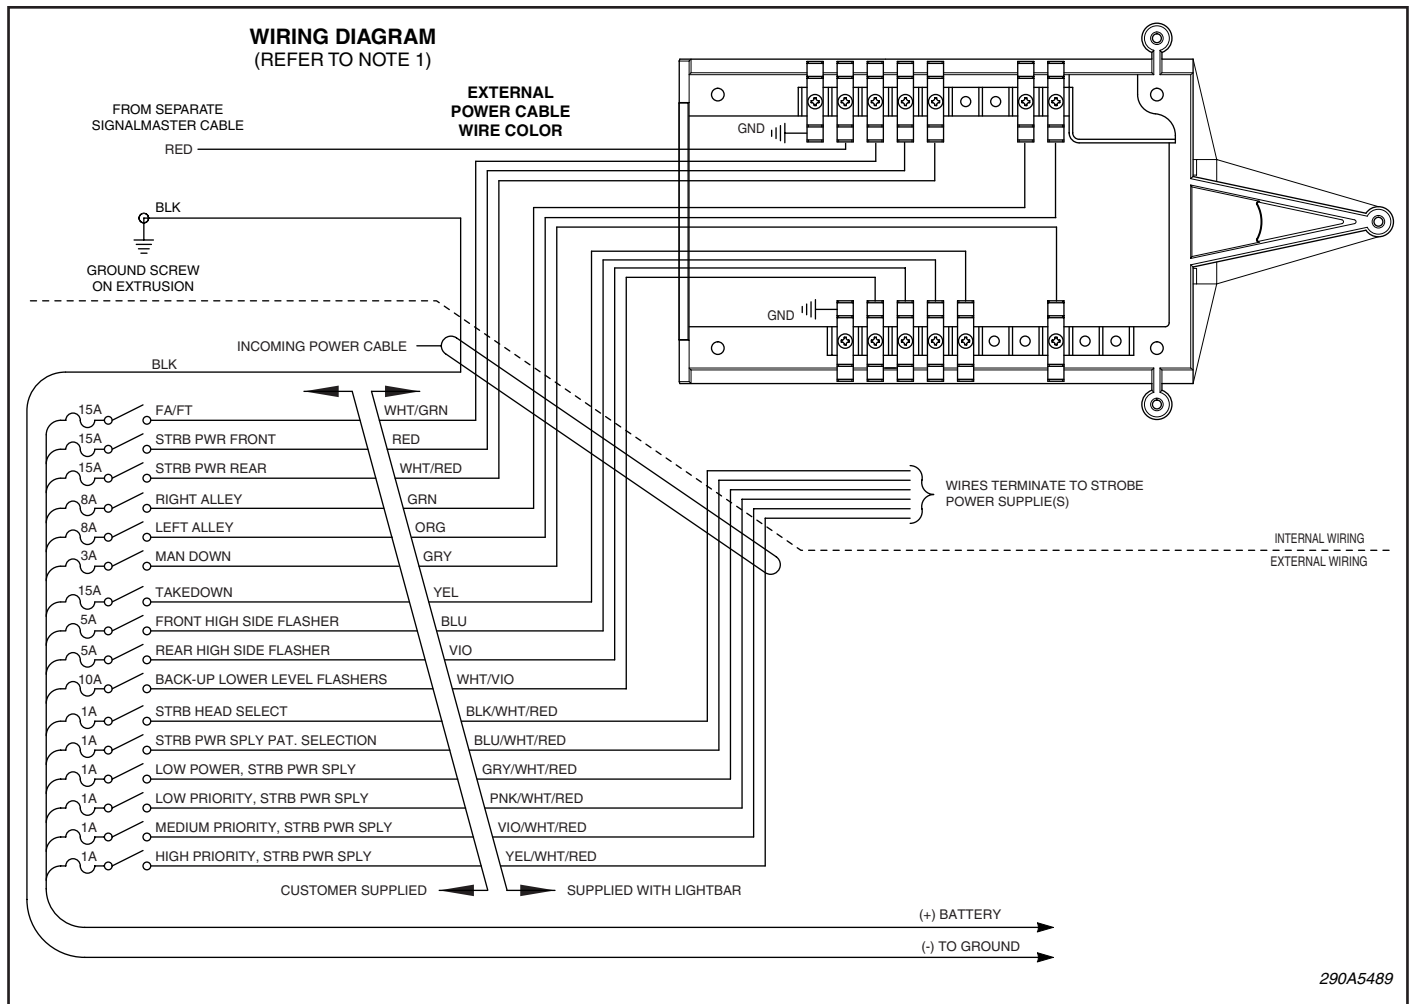 WIRING DIAGRAM
(REFER TO NOTE 1)
FROM SEPARATE
SIGNALMASTER CABLE
EXTERNAL
POWER CABLE
WIRE COLOR
RED
GND
BLK
GROUND SCREW
ON EXTRUSION
GND
INCOMING POWER CABLE
BLK
15A FA/FT WHT/GRN
15A STRB PWR FRONT RED
15A STRB PWR REAR WHT/RED
8A RIGHT ALLEY GRN
8A LEFT ALLEY ORG
3A MAN DOWN GRY
15A TAKEDOWN YEL
5A FRONT HIGH SIDE FLASHER BLU
5A REAR HIGH SIDE FLASHER VIO
10A BACK-UP LOWER LEVEL FLASHERS WHT/VIO
1A STRB HEAD SELECT BLK/WHT/RED
1A STRB PWR SPLY PAT. SELECTION BLU/WHT/RED
1A LOW POWER, STRB PWR SPLY GRY/WHT/RED
1A LOW PRIORITY, STRB PWR SPLY PNK/WHT/RED
1A MEDIUM PRIORITY, STRB PWR SPLY VIO/WHT/RED
1A HIGH PRIORITY, STRB PWR SPLY YEL/WHT/RED
WIRES TERMINATE TO STROBE
POWER SUPPLIE(S)
INTERNAL WIRING
EXTERNAL WIRING
CUSTOMER SUPPLIED
SUPPLIED WITH LIGHTBAR
(+) BATTERY
(-) TO GROUND
290A5489